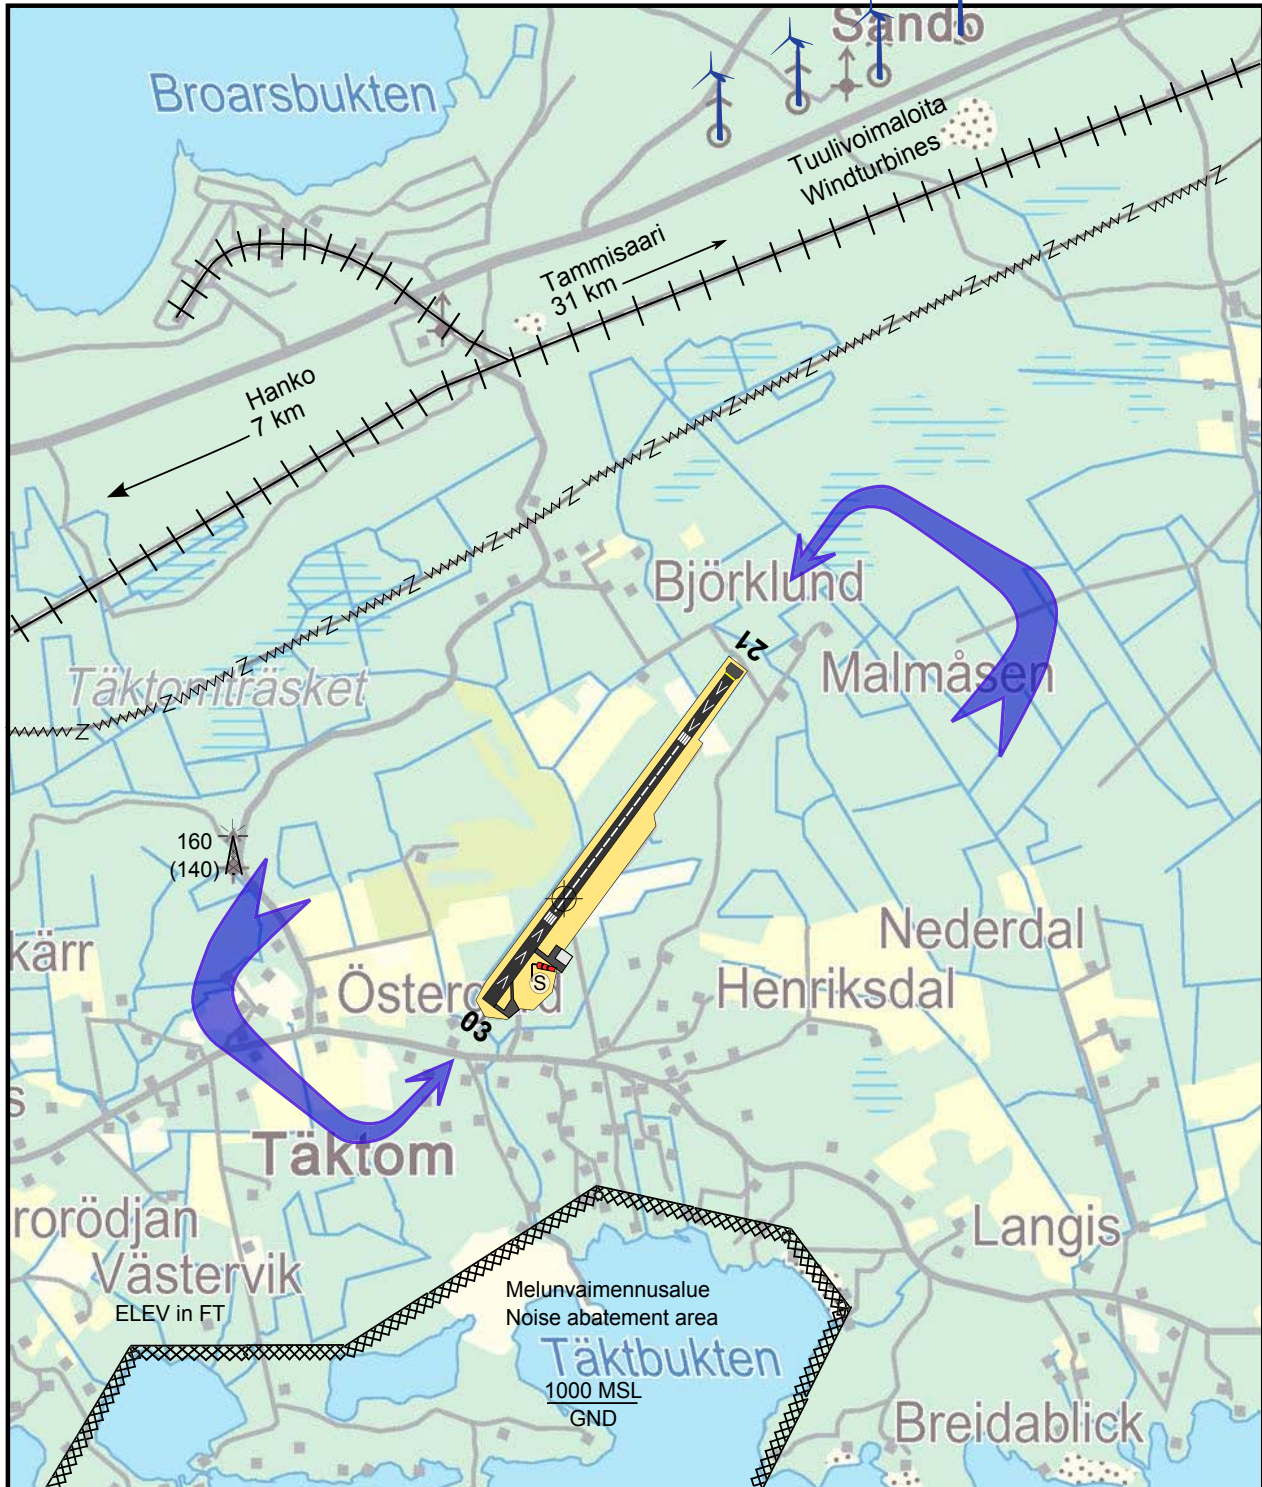 Sandö
Broarsbukten
Tuulivoimaloita
Windturbines
Tammisaari
31 km
Hanko
7 km
Z Z Z Z Z Z Z Z Z Z Z Z Z Z Z
Björklund
21
Malmåsen
Täktomträsket
160
(140)
kärr
Nederdal
Östergård
S
Henriksdal
03
s
Täktom
rorödjan
Langis
Västervik
Melunvaimennusalue
ELEV in FT
Noise abatement area
Täktbukten
1000 MSL
GND
Breidablick